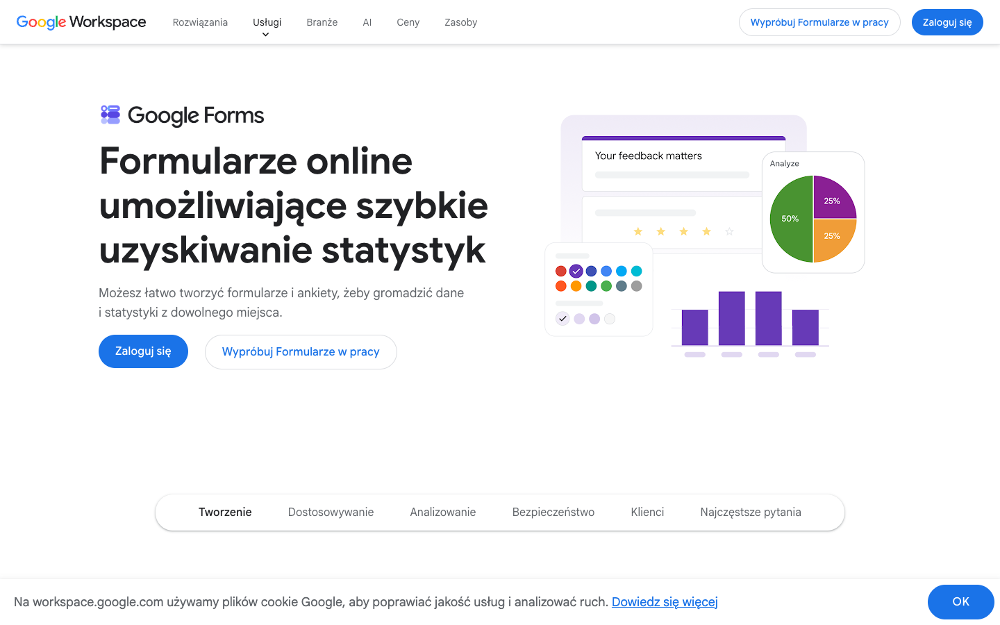 Google Workspace
Rozwiązania
Usługi
Branże
AI
Ceny
Zasoby
Wypróbuj Formularze w pracy
Zaloguj się
Google Forms
Formularze online
umożliwiające szybkie
uzyskiwanie statystyk
Możesz łatwo tworzyć formularze i ankiety, żeby gromadzić dane
i statystyki z dowolnego miejsca.
Zaloguj się
Wypróbuj Formularze w pracy
Your feedback matters
Analyze
50%
25%
25%
Tworzenie
Dostosowywanie
Analizowanie
Bezpieczeństwo
Klienci
Najczęstsze pytania
Na workspace.google.com używamy plików cookie Google, aby poprawiać jakość usług i analizować ruch. Dowiedz się więcej
OK